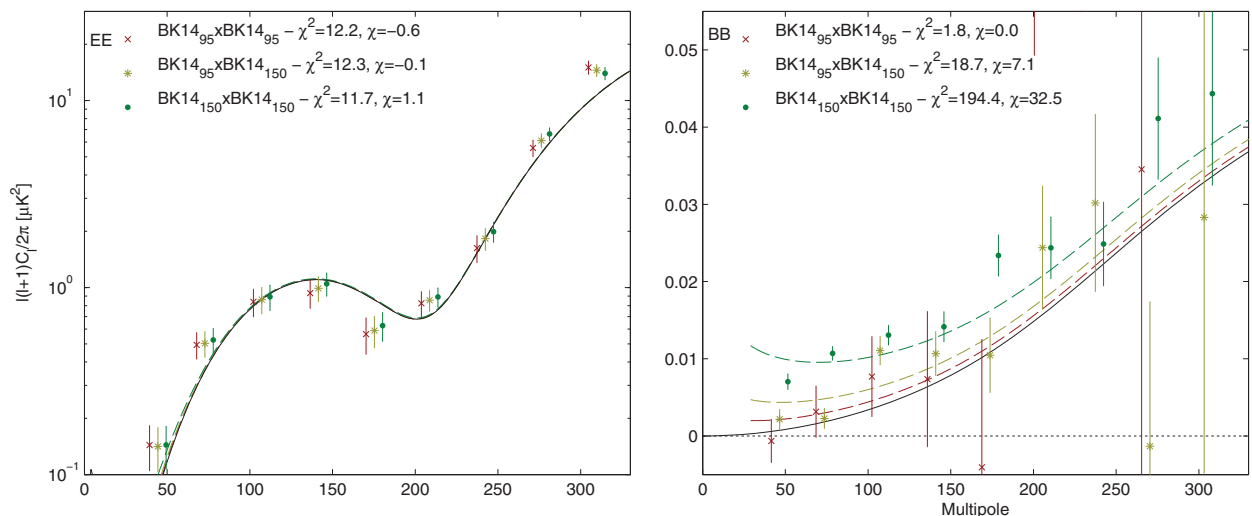 EE
BK14₉₅xBK14₉₅ − χ²=12.2, χ=−0.6
BK14₉₅xBK14₁₅₀ − χ²=12.3, χ=−0.1
BK14₁₅₀xBK14₁₅₀ − χ²=11.7, χ=1.1
l(l+1)Cₗ/2π [μK²]
10¹
10⁰
10⁻¹
0 50 100 150 200 250 300
BB
BK14₉₅xBK14₉₅ − χ²=1.8, χ=0.0
BK14₉₅xBK14₁₅₀ − χ²=18.7, χ=7.1
BK14₁₅₀xBK14₁₅₀ − χ²=194.4, χ=32.5
0.05
0.04
0.03
0.02
0.01
0
0 50 100 150 200 250 300
Multipole